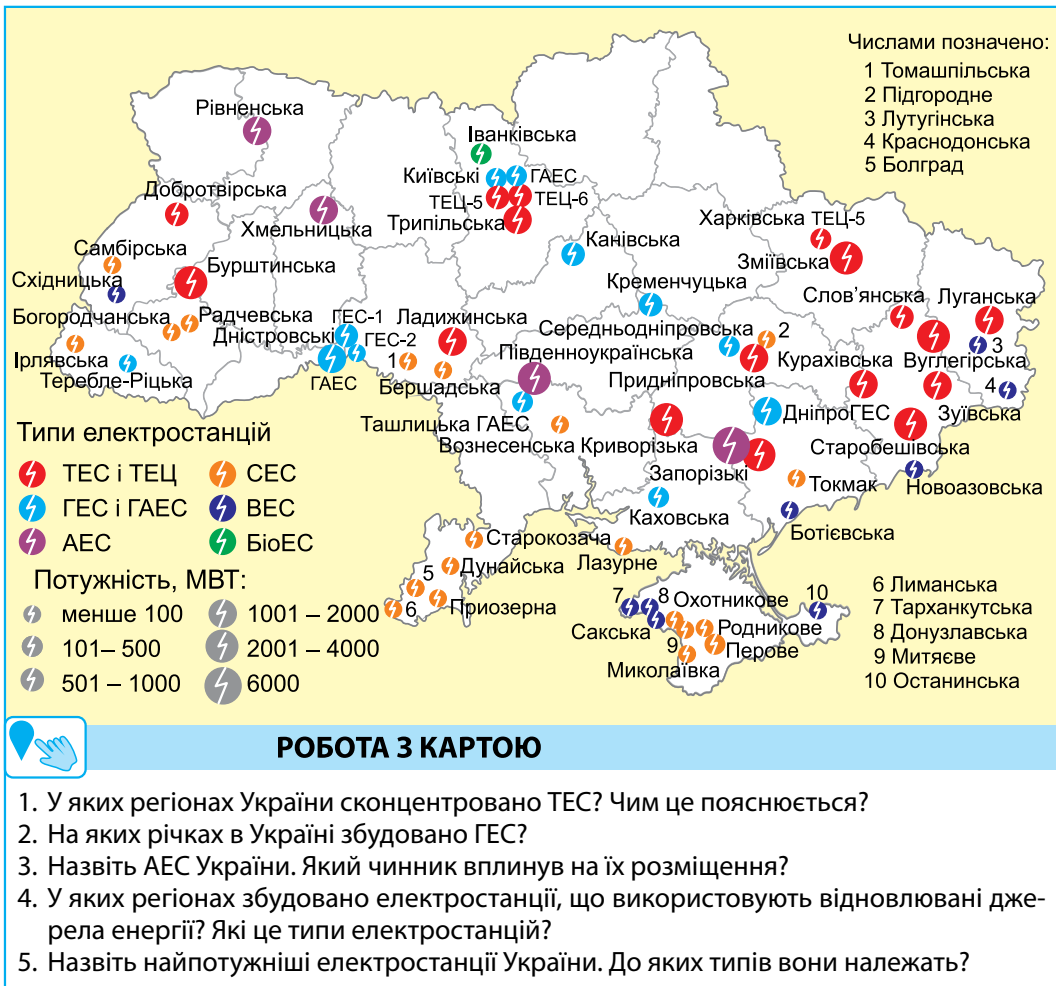 Числами позначено:
1 Томашпільська
2 Підгородне
3 Лутугінська
4 Краснодонська
5 Болград
Рівненська
Іванківська
Київські
ГАЕС
ТЕЦ-5
ТЕЦ-6
Трипільська
Добротвірська
Хмельницька
Самбірська
Східницька
Бурштинська
Богородчанська
Радчевська
Ірлявська
Теребле-Ріцька
Дністровські
ГЕС-1
ГЕС-2
ГАЕС
Ладижинська
1
Бершадська
Канівська
Кременчуцька
Харківська ТЕЦ-5
Зміївська
Слов’янська
Луганська
Середньодніпровська
2
Південноукраїнська
Придніпровська
Курахівська
Вуглегірська
3
4
Зуївська
Ташлицька ГАЕС
Вознесенська
Криворізька
ДніпроГЕС
Старобешівська
Запорізькі
Токмак
Новоазовська
Каховська
Ботієвська
Типи електростанцій
ТЕС і ТЕЦ
СЕС
ГЕС і ГАЕС
ВЕС
АЕС
БіоЕС
Потужність, МВТ:
менше 100
101– 500
501 – 1000
1001 – 2000
2001 – 4000
6000
Старокозача
Дунайська
5
6
Приозерна
Лазурне
7
8
Охотникове
10
Сакська
Родникове
9
Перове
Миколаївка
6 Лиманська
7 Тарханкутська
8 Донузлавська
9 Митяєве
10 Останинська
РОБОТА З КАРТОЮ
1. У яких регіонах України сконцентровано ТЕС? Чим це пояснюється?
2. На яких річках в Україні збудовано ГЕС?
3. Назвіть АЕС України. Який чинник вплинув на їх розміщення?
4. У яких регіонах збудовано електростанції, що використовують відновлювані дже-
рела енергії? Які це типи електростанцій?
5. Назвіть найпотужніші електростанції України. До яких типів вони належать?